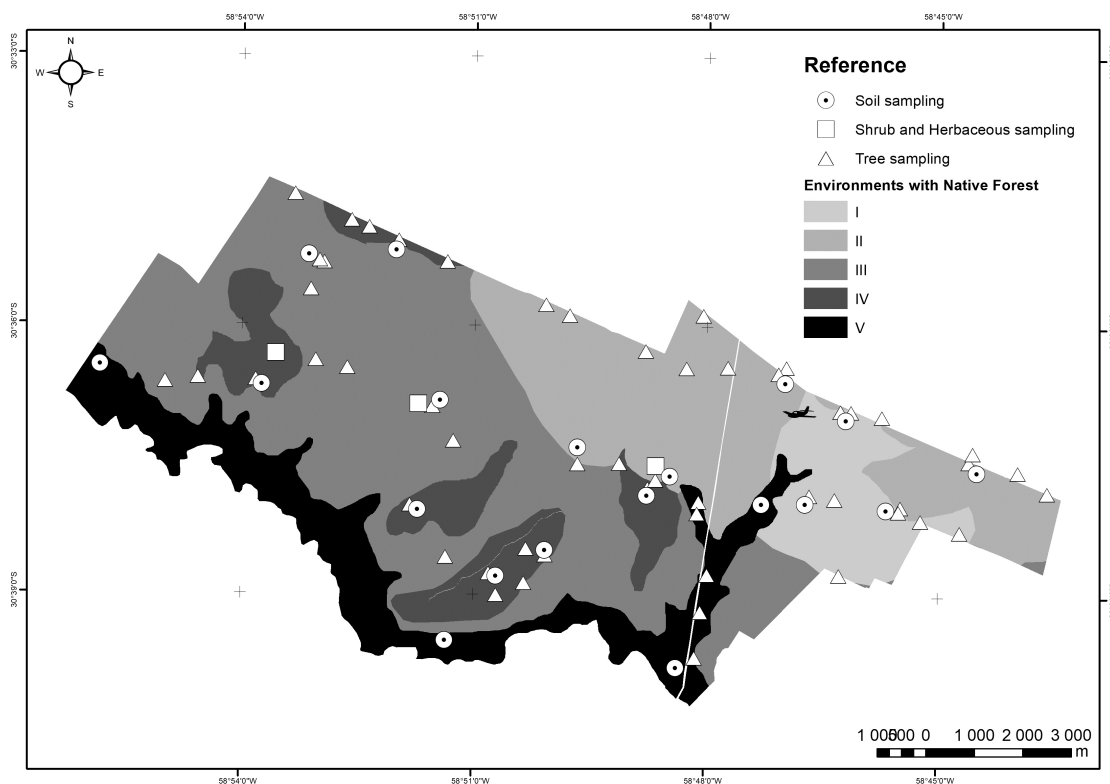 58°54'0"W 58°51'0"W 58°48'0"W 58°45'0"W
30°33'0"S
N
W E
S
Reference
Soil sampling
Shrub and Herbaceous sampling
Tree sampling
Environments with Native Forest
I
II
III
IV
V
30°36'0"S
30°39'0"S
1 000 500 0 1 000 2 000 3 000
m
58°54'0"W 58°51'0"W 58°48'0"W 58°45'0"W